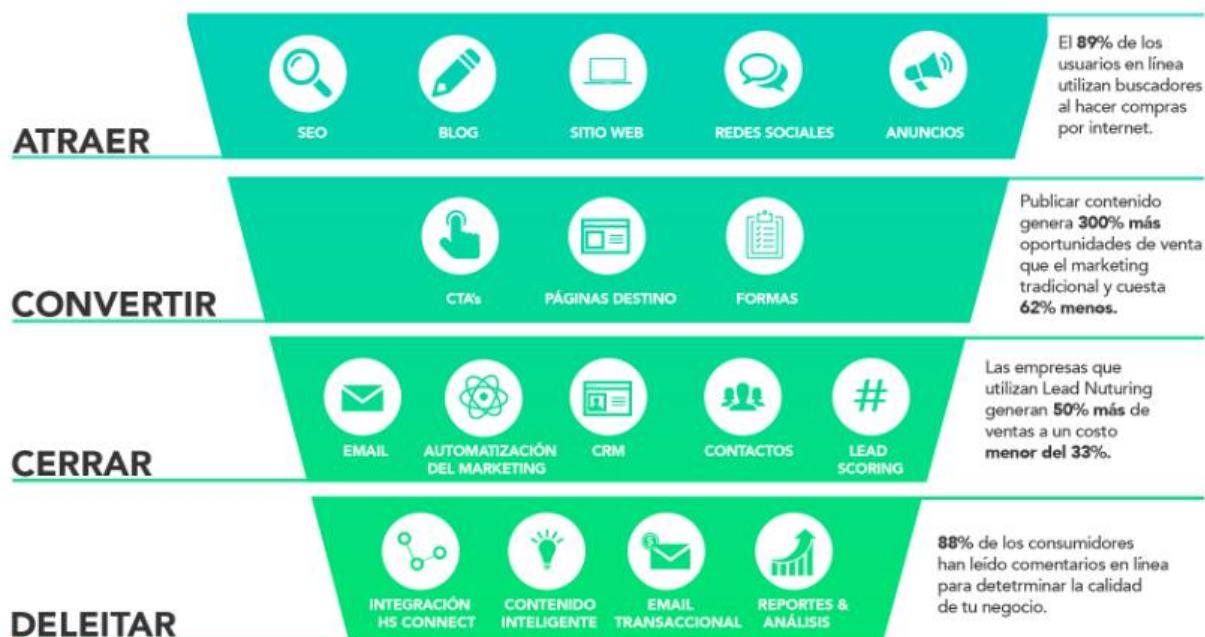 ATRAER
SEO
BLOG
SITIO WEB
REDES SOCIALES
ANUNCIOS
El 89% de los
usuarios en línea
utilizan buscadores
al hacer compras
por internet.
CONVERTIR
CTA's
PÁGINAS DESTINO
FORMAS
Publicar contenido
genera 300% más
oportunidades de venta
que el marketing
tradicional y cuesta
62% menos.
CERRAR
EMAIL
AUTOMATIZACIÓN
DEL MARKETING
CRM
CONTACTOS
#
LEAD
SCORING
Las empresas que
utilizan Lead Nuturing
generan 50% más de
ventas a un costo
menor del 33%.
DELEITAR
INTEGRACIÓN
HS CONNECT
CONTENIDO
INTELIGENTE
$
EMAIL
TRANSACCIONAL
REPORTES &
ANÁLISIS
88% de los consumidores
han leído comentarios en línea
para detetrminar la calidad
de tu negocio.